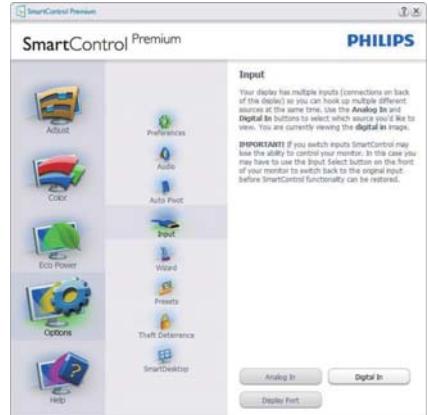 SmartControl Premium
SmartControl Premium
PHILIPS
Adjust
Color
Eco Power
Options
Help
Preferences
Audio
Auto Pivot
Input
Wizard
Presets
Theft Deterrence
SmartDesktop
Input
Your display has multiple inputs (connections on back
of the display) so you can hook up multiple different
sources at the same time. Use the Analog In and
Digital In buttons to select which source you'd like to
view. You are currently viewing the digital in image.
IMPORTANT! If you switch inputs SmartControl may
lose the ability to control your monitor. In that case you
may have to use the Input Select button on the front
of your monitor to switch back to the original input
before SmartControl functionality can be restored.
Analog In
Digital In
Display Port